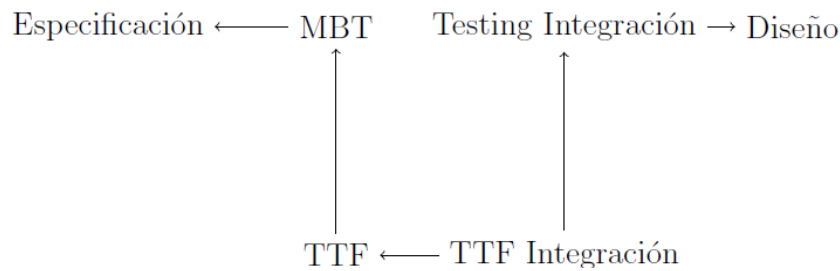 Especificación MBT Testing Integración Diseño
TTF TTF Integración